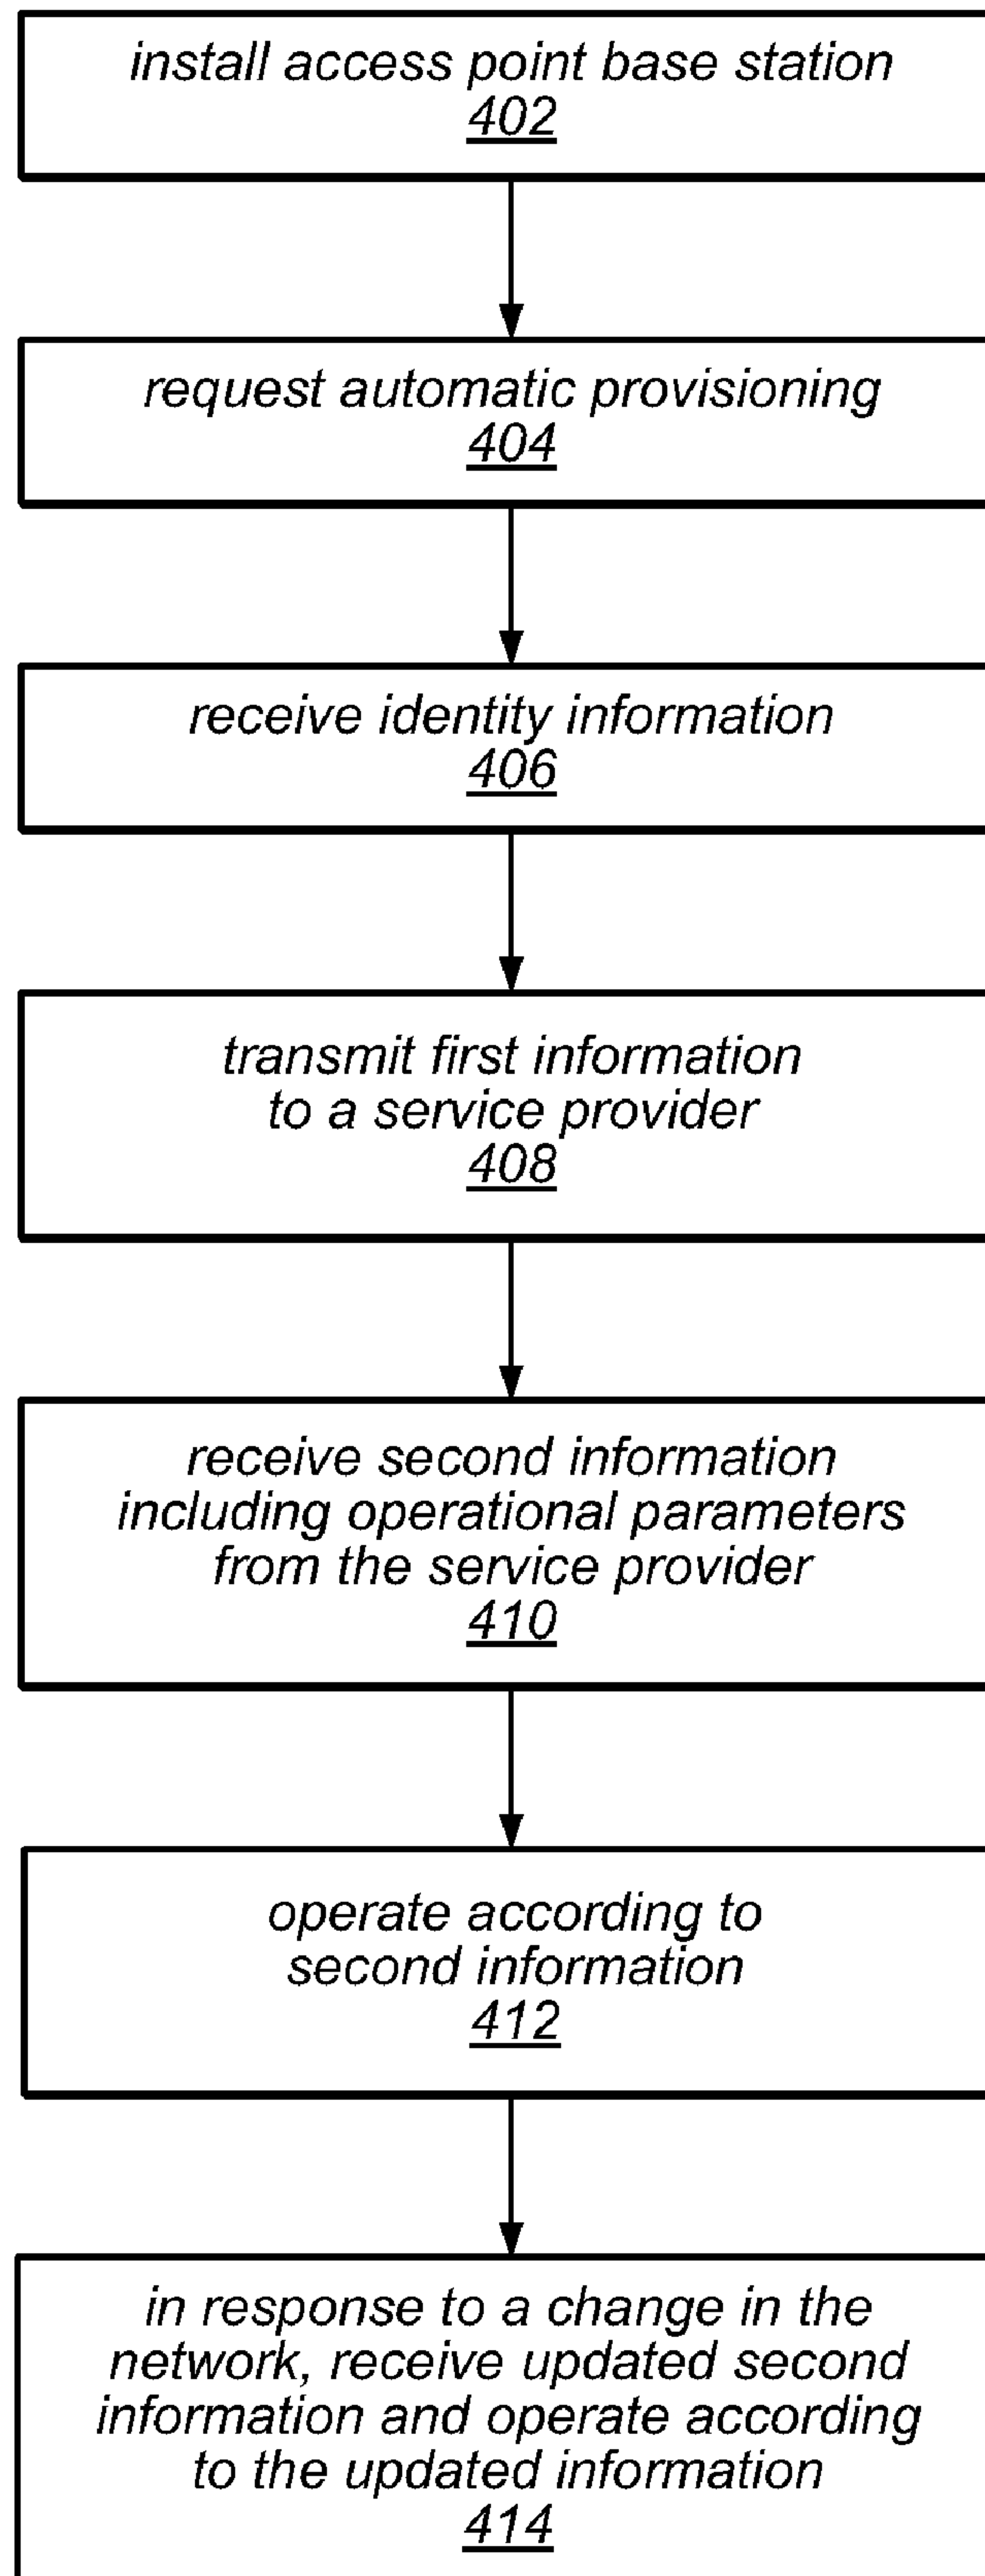 install access point base station
402
request automatic provisioning
404
receive identity information
406
transmit first information
to a service provider
408
receive second information
including operational parameters
from the service provider
410
operate according to
second information
412
in response to a change in the
network, receive updated second
information and operate according
to the updated information
414